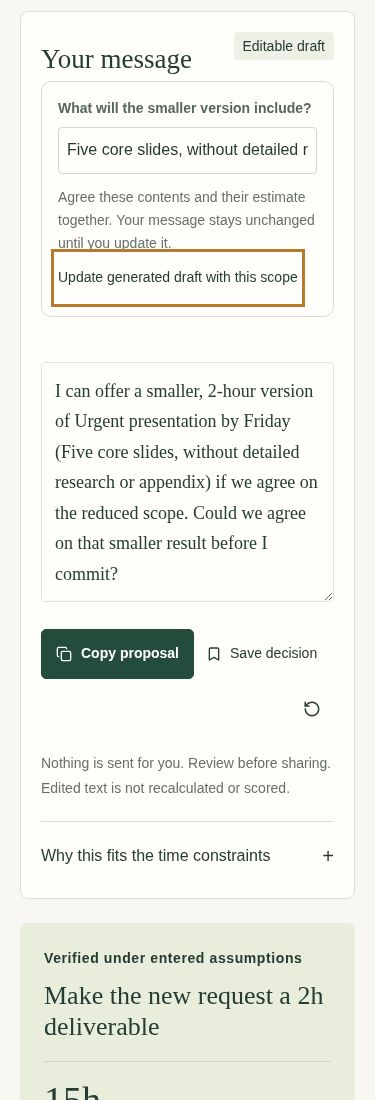 Your message
Editable draft
What will the smaller version include?
Five core slides, without detailed r
Agree these contents and their estimate
together. Your message stays unchanged
until you update it.
Update generated draft with this scope
I can offer a smaller, 2-hour version
of Urgent presentation by Friday
(Five core slides, without detailed
research or appendix) if we agree on
the reduced scope. Could we agree
on that smaller result before I
commit?
Copy proposal
Save decision
Nothing is sent for you. Review before sharing.
Edited text is not recalculated or scored.
Why this fits the time constraints +
Verified under entered assumptions
Make the new request a 2h
deliverable
15h